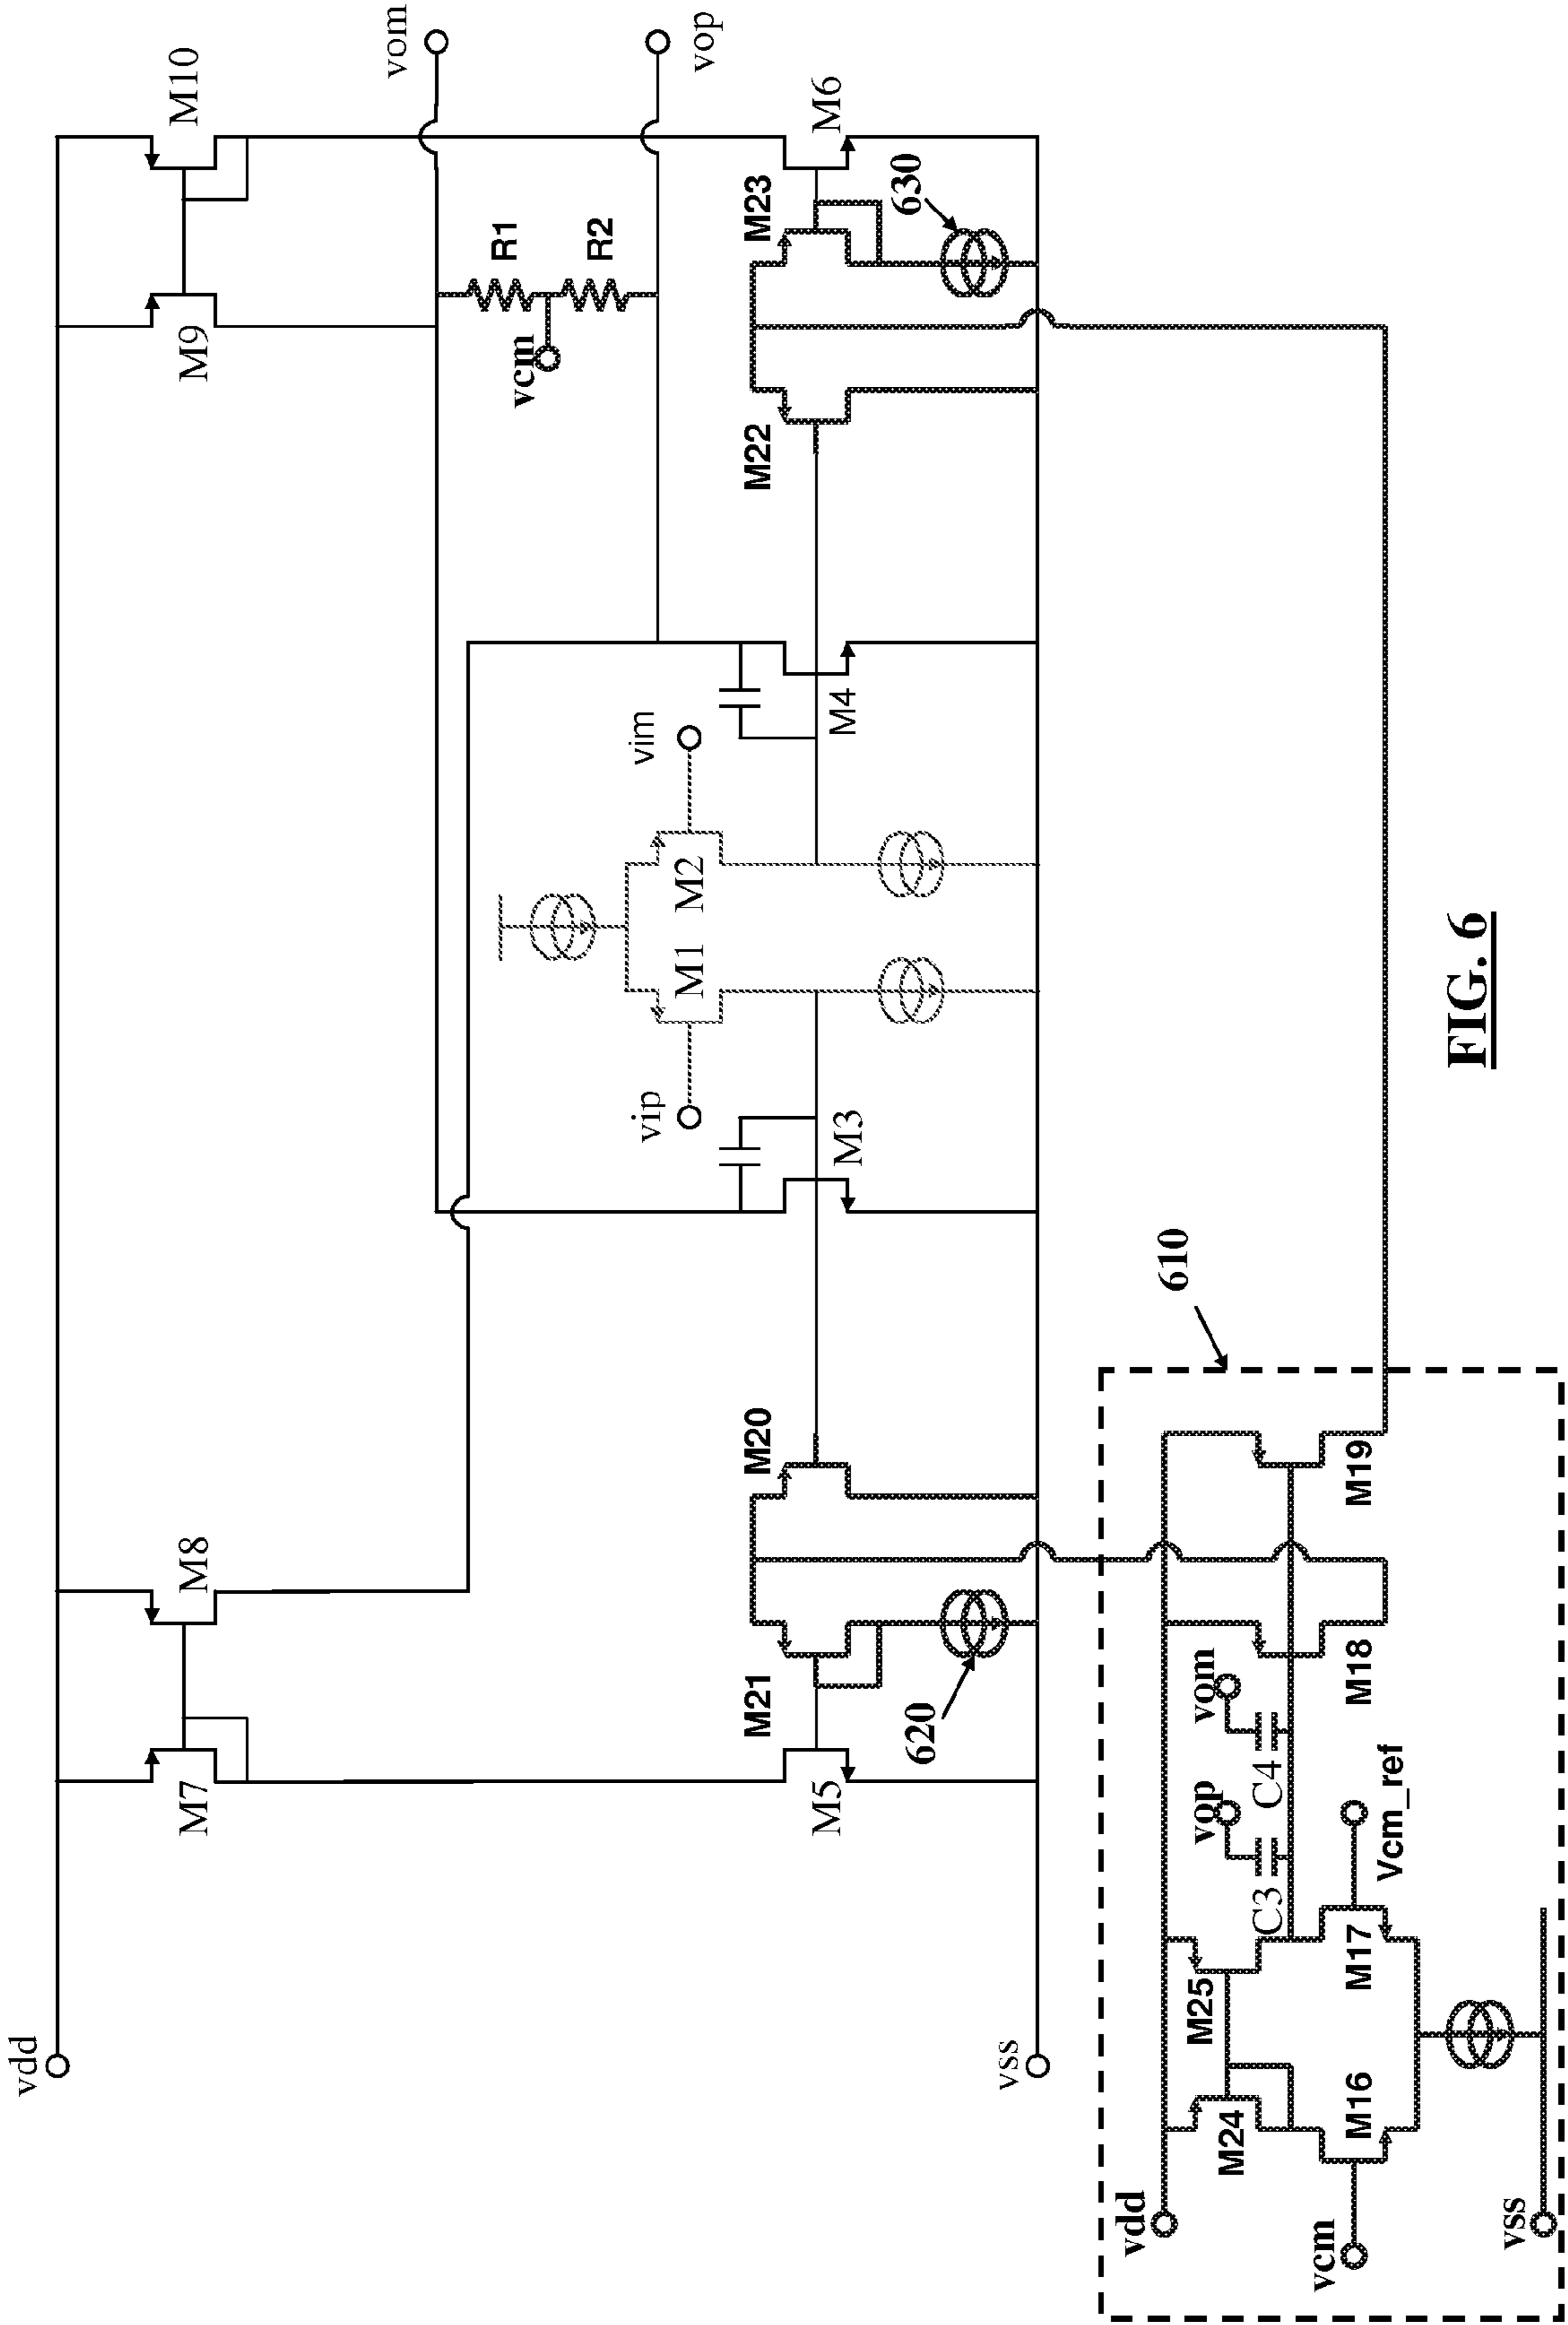 vdd
M7
M8
M9
M10
vom
vop
R1
R2
vcm
vip
M1
M2
vim
M3
M4
M5
M21
M20
M22
M23
M6
620
630
vss
610
vdd
M24
M25
vop
C3
vom
C4
vcm
M16
M17
Vcm_ref
M18
M19
vss
FIG. 6